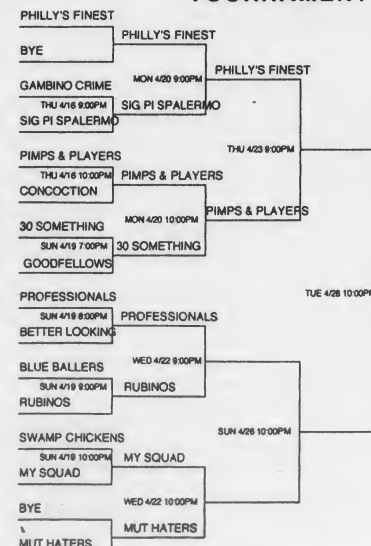 PHILLY'S FINEST
PHILLY'S FINEST
BYE
MON 4/20 9:00PM
PHILLY'S FINEST
GAMBINO CRIME
THU 4/16 9:00PM
SIG PI SPALERMO
SIG PI SPALERMO
THU 4/23 9:00PM
PIMPS & PLAYERS
THU 4/16 10:00PM
PIMPS & PLAYERS
CONCOCTION
MON 4/20 10:00PM
PIMPS & PLAYERS
30 SOMETHING
SUN 4/19 7:00PM
30 SOMETHING
GOODFELLOWS
TUE 4/28 10:00PM
PROFESSIONALS
SUN 4/19 8:00PM
PROFESSIONALS
BETTER LOOKING
WED 4/22 9:00PM
BLUE BALLERS
SUN 4/19 9:00PM
RUBINOS
RUBINOS
SUN 4/26 10:00PM
SWAMP CHICKENS
SUN 4/19 10:00PM
MY SQUAD
MY SQUAD
WED 4/22 10:00PM
BYE
MUT HATERS
MUT HATERS